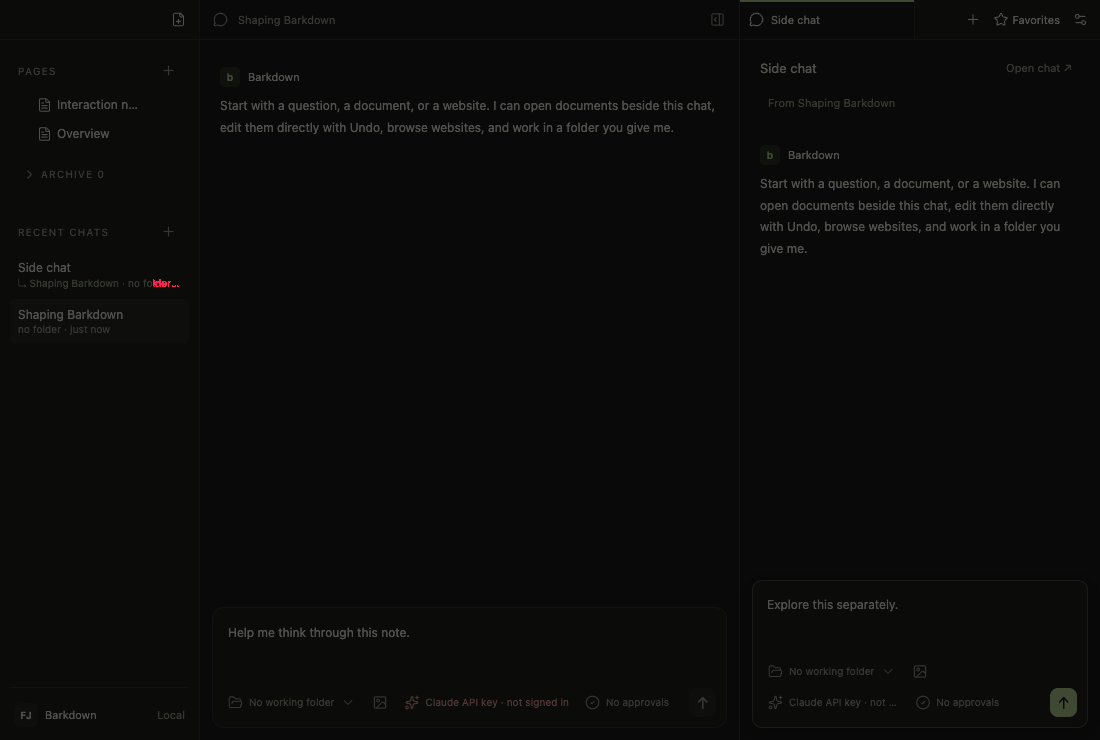 Shaping Barkdown
Side chat
Favorites
PAGES
Interaction n...
Overview
ARCHIVE 0
RECENT CHATS
Side chat
Shaping Barkdown · no folder...
Shaping Barkdown
no folder · just now
FJ
Barkdown
Local
b
Barkdown
Start with a question, a document, or a website. I can open documents beside this chat,
edit them directly with Undo, browse websites, and work in a folder you give me.
Help me think through this note.
No working folder
Claude API key · not signed in
No approvals
Side chat
Open chat
From Shaping Barkdown
b
Barkdown
Start with a question, a document, or a website. I can
open documents beside this chat, edit them directly
with Undo, browse websites, and work in a folder you
give me.
Explore this separately.
No working folder
Claude API key · not ...
No approvals